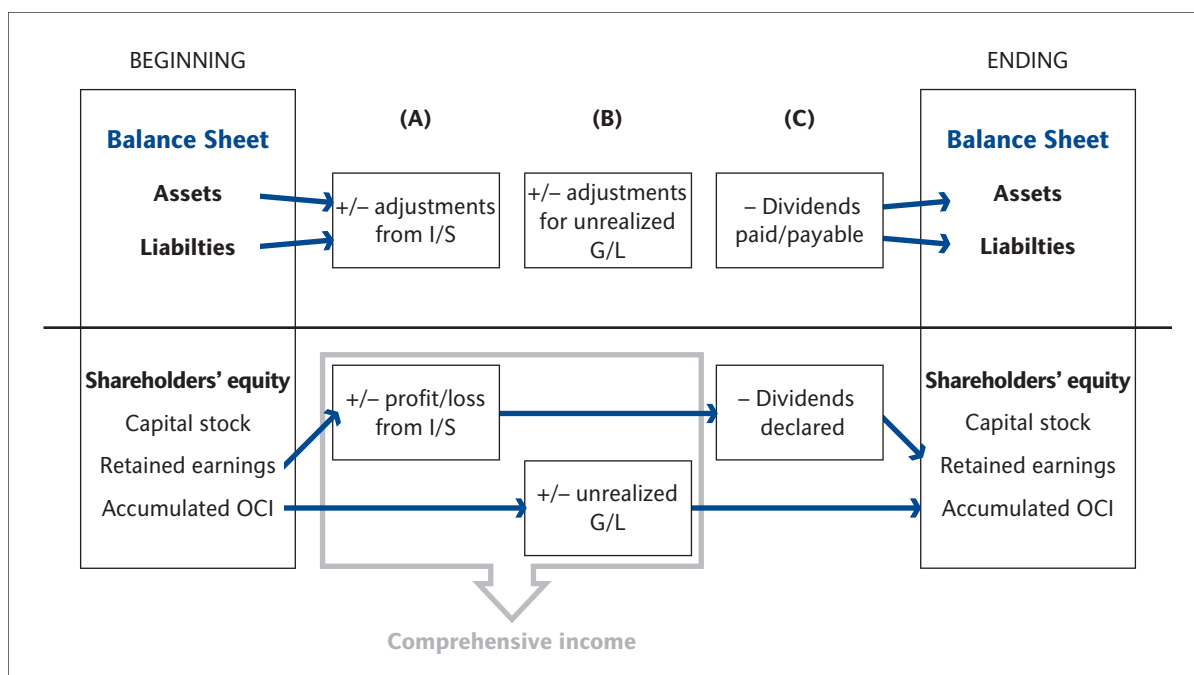 BEGINNING
ENDING
(A)
(B)
(C)
Balance Sheet
Assets
Liabilties
+/– adjustments
from I/S
+/– adjustments
for unrealized
G/L
– Dividends
paid/payable
Balance Sheet
Assets
Liabilties
Shareholders’ equity
Capital stock
Retained earnings
Accumulated OCI
+/– profit/loss
from I/S
+/– unrealized
G/L
– Dividends
declared
Shareholders’ equity
Capital stock
Retained earnings
Accumulated OCI
Comprehensive income